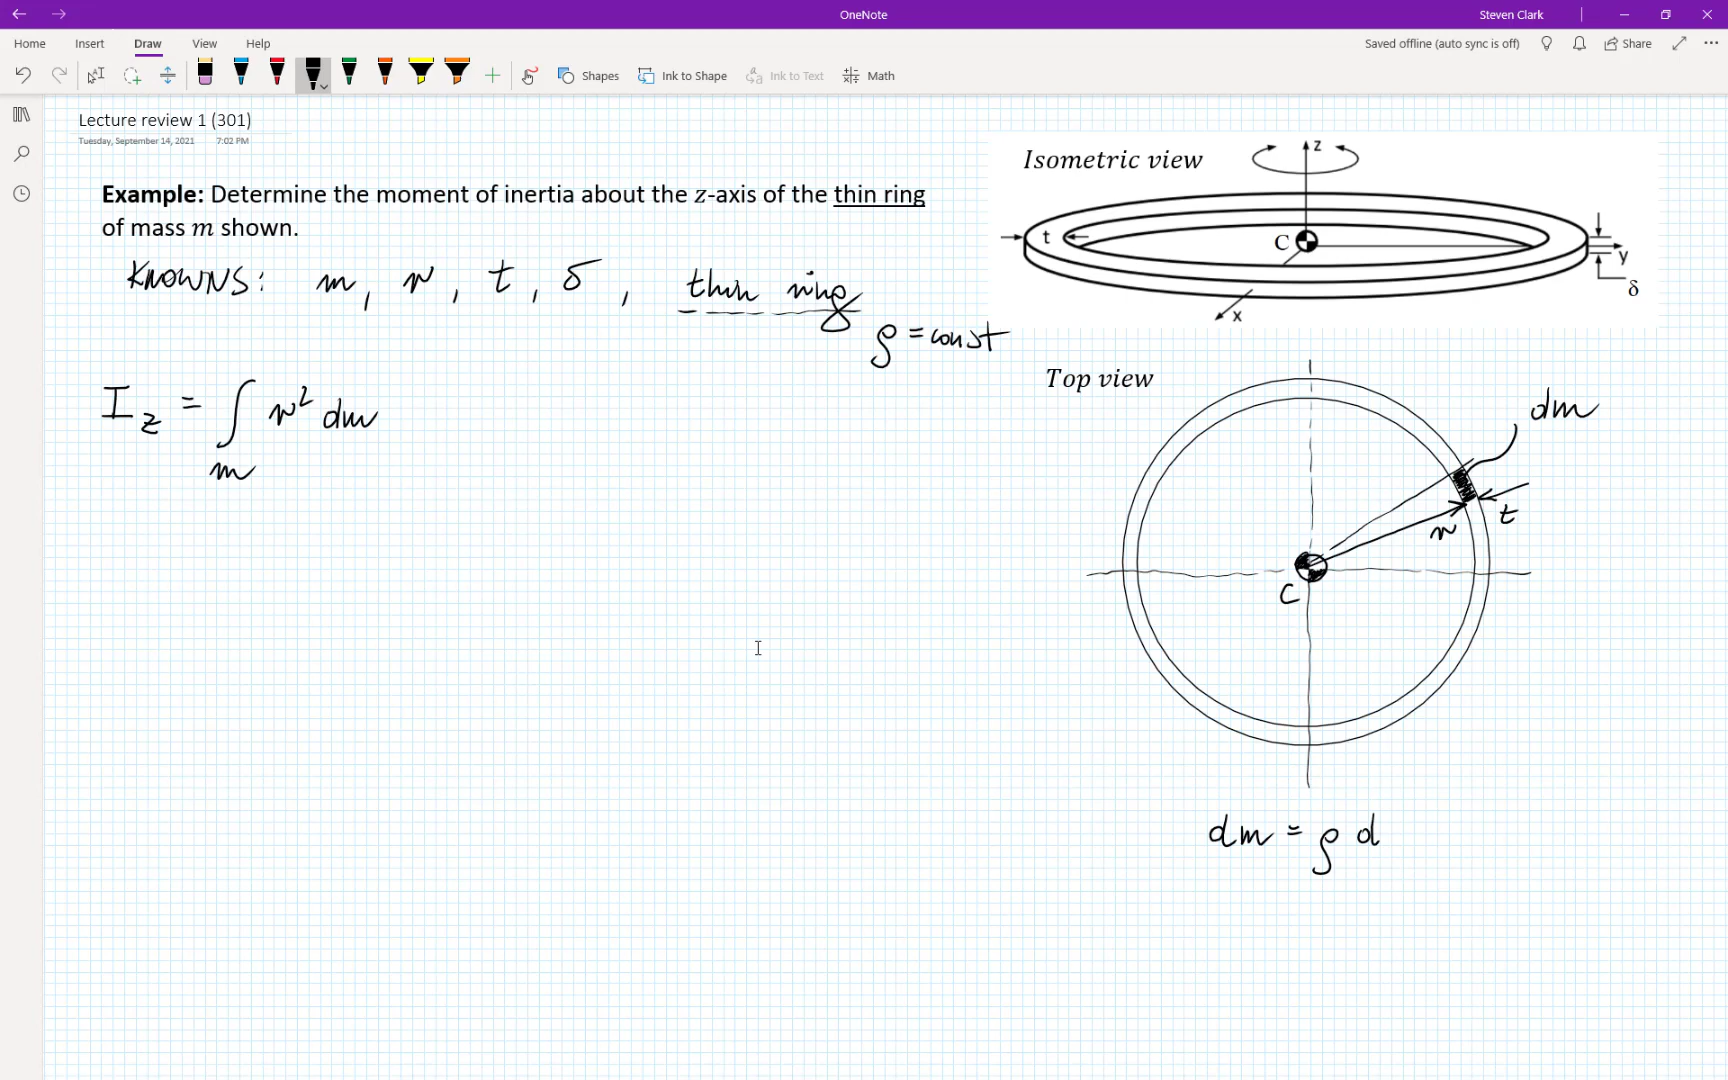 OneNote
Steven Clark
Home Insert Draw View Help
Saved offline (auto sync is off)
Share
Shapes
Ink to Shape
Ink to Text
Math
Lecture review 1 (301)
Tuesday, September 14, 2021 7:02 PM
Example: Determine the moment of inertia about the z-axis of the thin ring
of mass m shown.
KNOWNS: m, r, t, δ, thin ring
ρ = const
I_z = ∫_m r² dm
Isometric view
z
t
C
y
δ
x
Top view
dm
t
r
C
dm = ρ d